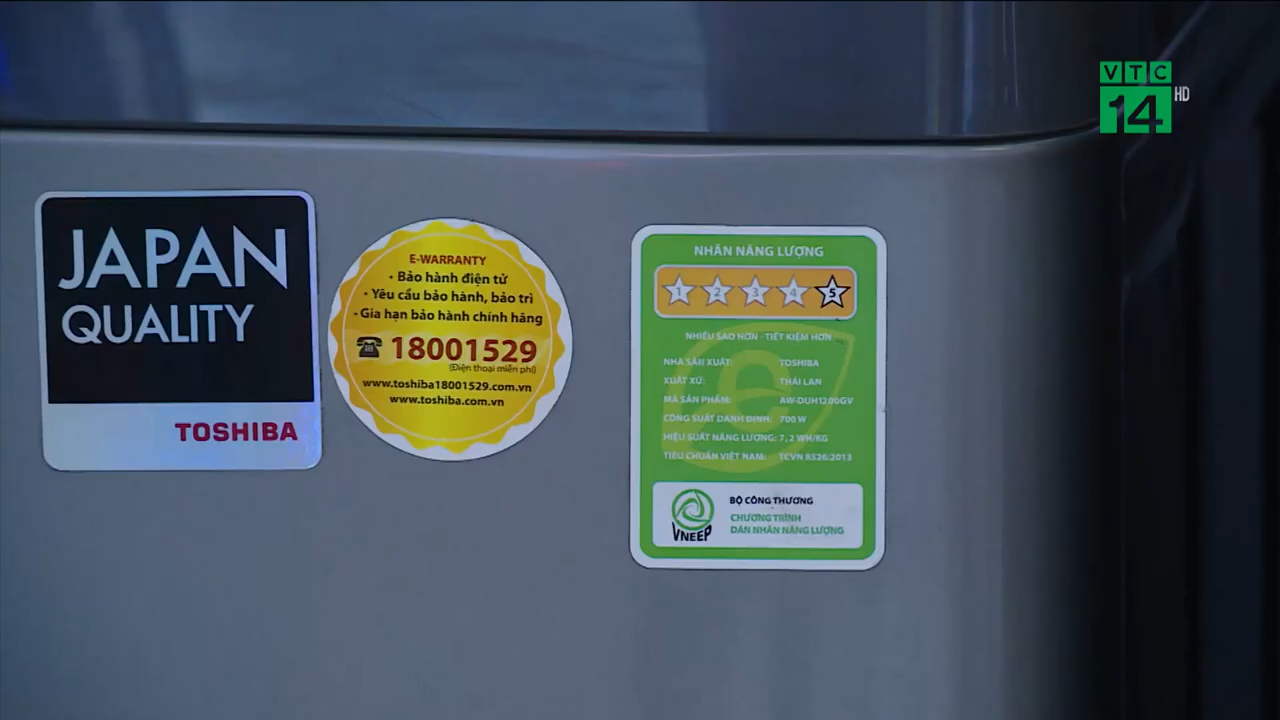 VTC
14
HD
JAPAN
QUALITY
TOSHIBA
E-WARRANTY
• Bảo hành điện tử
• Yêu cầu bảo hành, bảo trì
• Gia hạn bảo hành chính hãng
☎ 18001529
(Điện thoại miễn phí)
www.toshiba18001529.com.vn
www.toshiba.com.vn
NHÃN NĂNG LƯỢNG
1 2 3 4 5
NHIỀU SAO HƠN - TIẾT KIỆM HƠN
NHÀ SẢN XUẤT: TOSHIBA
XUẤT XỨ: THÁI LAN
MÃ SẢN PHẨM: AW-DUH1200GV
CÔNG SUẤT DANH ĐỊNH: 700 W
HIỆU SUẤT NĂNG LƯỢNG: 7, 2 WH/KG
TIÊU CHUẨN VIỆT NAM: TCVN 8526:2013
VNEEP
BỘ CÔNG THƯƠNG
CHƯƠNG TRÌNH
DÁN NHÃN NĂNG LƯỢNG